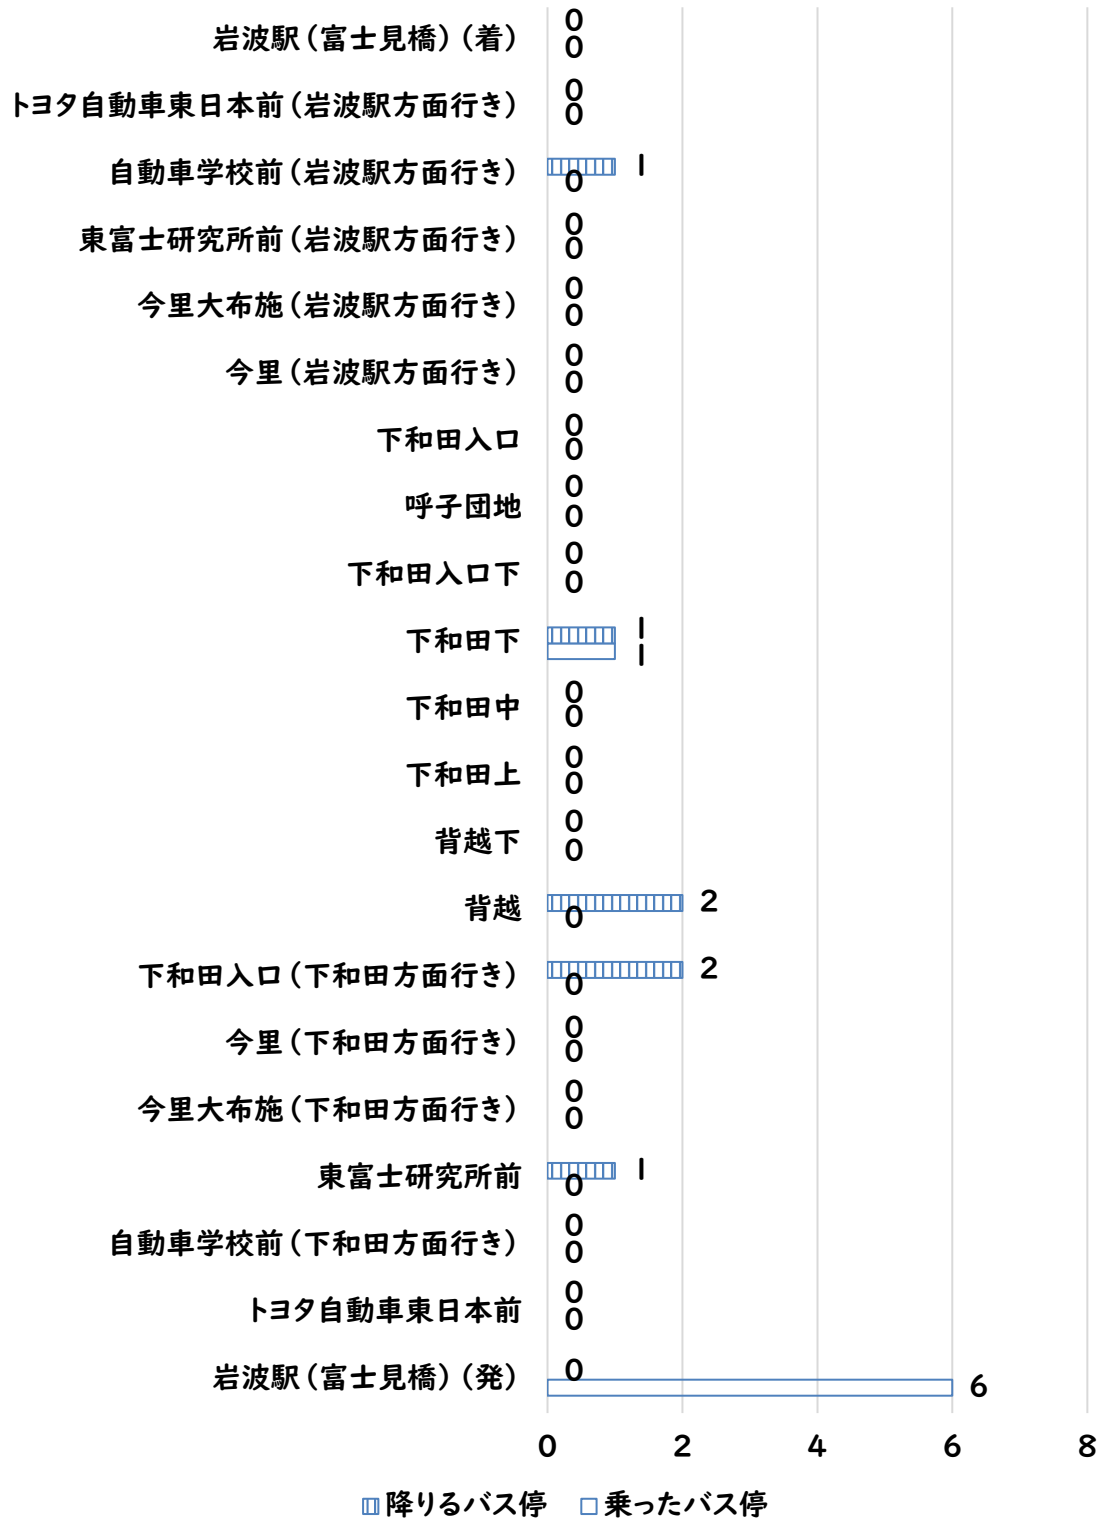 岩波駅（富士見橋）（着） 0 0
トヨタ自動車東日本前（岩波駅方面行き） 0 0
自動車学校前（岩波駅方面行き） 1 0
東富士研究所前（岩波駅方面行き） 0 0
今里大布施（岩波駅方面行き） 0 0
今里（岩波駅方面行き） 0 0
下和田入口 0 0
呼子団地 0 0
下和田入口下 0 0
下和田下 1 1
下和田中 0 0
下和田上 0 0
背越下 0 0
背越 2 0
下和田入口（下和田方面行き） 2 0
今里（下和田方面行き） 0 0
今里大布施（下和田方面行き） 0 0
東富士研究所前 1 0
自動車学校前（下和田方面行き） 0 0
トヨタ自動車東日本前 0 0
岩波駅（富士見橋）（発） 0 6
0 2 4 6 8
降りるバス停 乗ったバス停